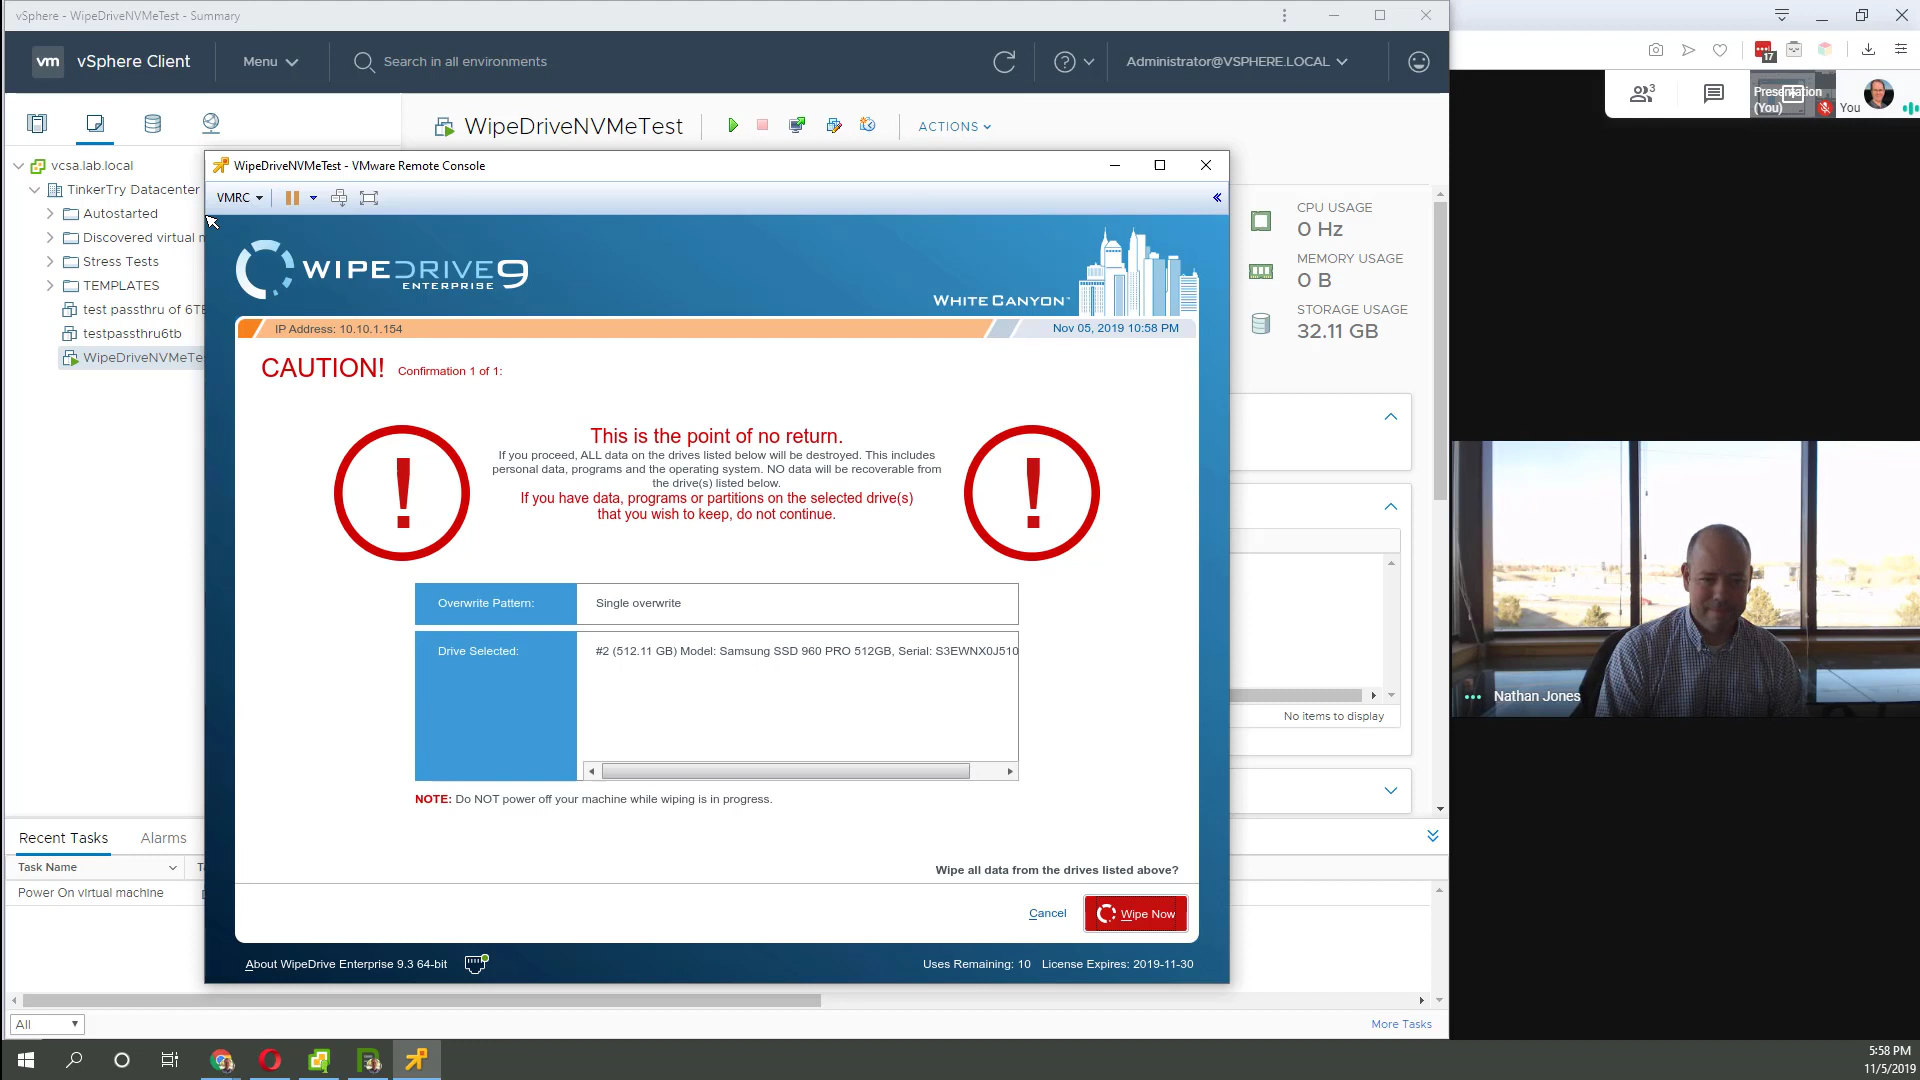 vSphere - WipeDriveNVMeTest - Summary
vm vSphere Client
Menu
Search in all environments
Administrator@VSPHERE.LOCAL
17
3
Presentation
(You)
You
WipeDriveNVMeTest
ACTIONS
vcsa.lab.local
TinkerTry Datacenter
Autostarted
Discovered virtual
Stress Tests
TEMPLATES
test passthru of 6TE
testpassthru6tb
WipeDriveNVMeTe
WipeDriveNVMeTest - VMware Remote Console
VMRC
WIPEDRIVE9
ENTERPRISE
WHITECANYON
IP Address: 10.10.1.154
Nov 05, 2019 10:58 PM
CAUTION! Confirmation 1 of 1:
This is the point of no return.
If you proceed, ALL data on the drives listed below will be destroyed. This includes
personal data, programs and the operating system. NO data will be recoverable from
the drive(s) listed below.
If you have data, programs or partitions on the selected drive(s)
that you wish to keep, do not continue.
!
!
Overwrite Pattern:
Single overwrite
Drive Selected:
#2 (512.11 GB) Model: Samsung SSD 960 PRO 512GB, Serial: S3EWNX0J510
NOTE: Do NOT power off your machine while wiping is in progress.
Wipe all data from the drives listed above?
Cancel
Wipe Now
About WipeDrive Enterprise 9.3 64-bit
Uses Remaining: 10 License Expires: 2019-11-30
CPU USAGE
0 Hz
MEMORY USAGE
0 B
STORAGE USAGE
32.11 GB
No items to display
Nathan Jones
Recent Tasks
Alarms
Task Name
Power On virtual machine
All
More Tasks
5:58 PM
11/5/2019